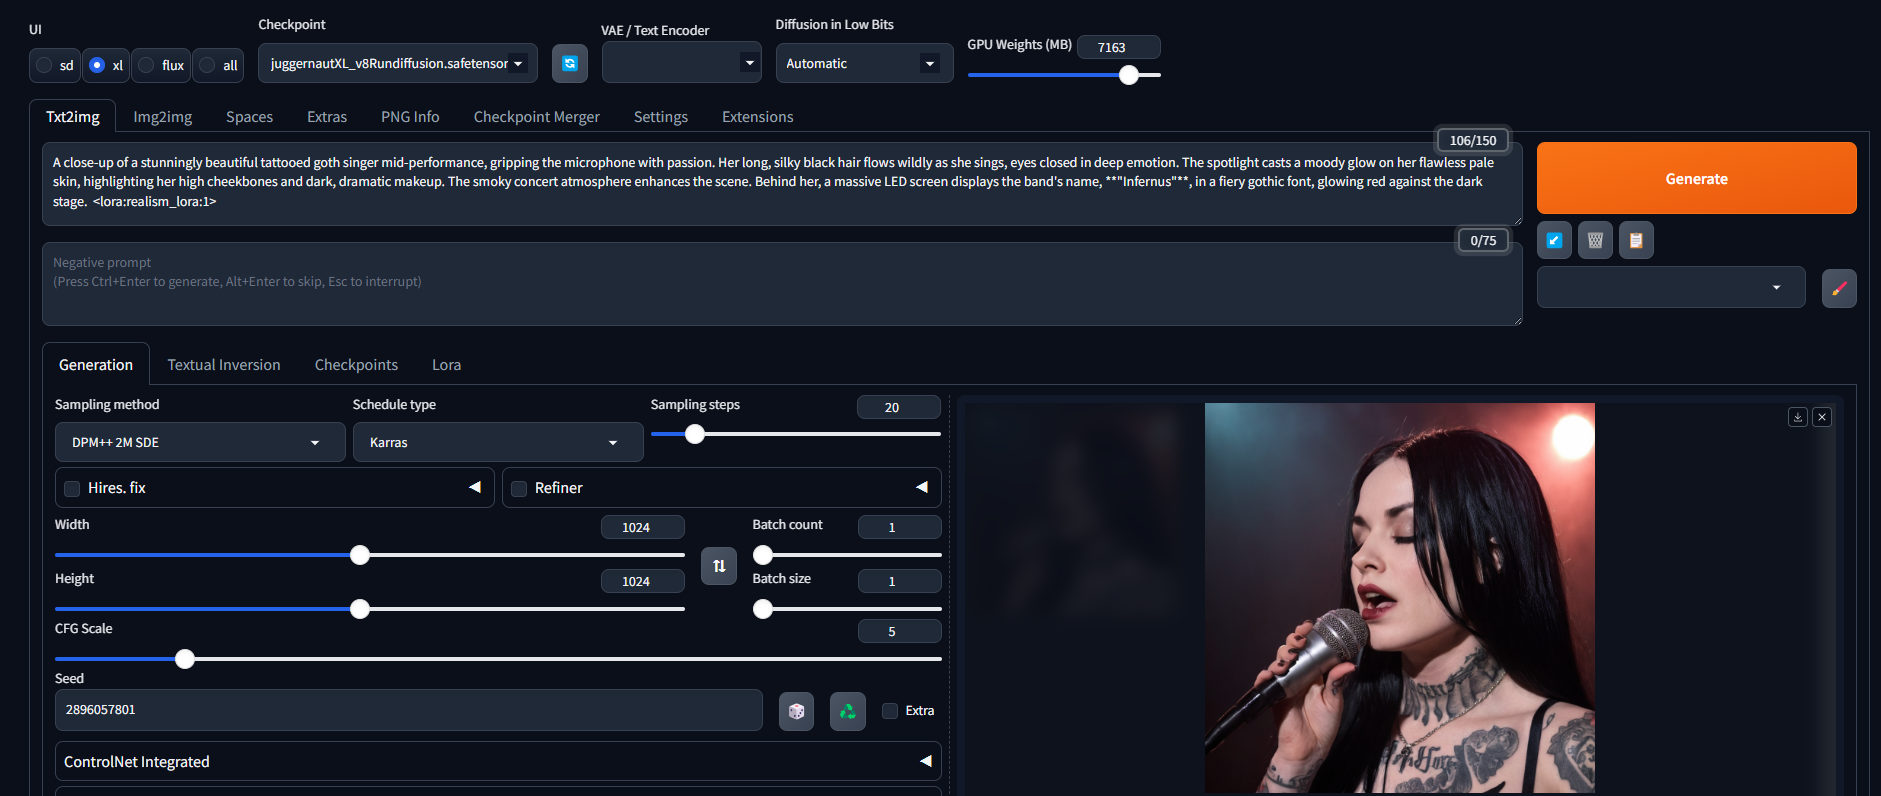 UI
sd
xl
flux
all
Checkpoint
juggernautXL_v8Rundiffusion.safetensor
VAE / Text Encoder
Diffusion in Low Bits
Automatic
GPU Weights (MB)
7163
Txt2img
Img2img
Spaces
Extras
PNG Info
Checkpoint Merger
Settings
Extensions
106/150
A close-up of a stunningly beautiful tattooed goth singer mid-performance, gripping the microphone with passion. Her long, silky black hair flows wildly as she sings, eyes closed in deep emotion. The spotlight casts a moody glow on her flawless pale
skin, highlighting her high cheekbones and dark, dramatic makeup. The smoky concert atmosphere enhances the scene. Behind her, a massive LED screen displays the band's name, **"Infernus"**, in a fiery gothic font, glowing red against the dark
stage. <lora:realism_lora:1>
Generate
0/75
Negative prompt
(Press Ctrl+Enter to generate, Alt+Enter to skip, Esc to interrupt)
Generation
Textual Inversion
Checkpoints
Lora
Sampling method
DPM++ 2M SDE
Schedule type
Karras
Sampling steps
20
Hires. fix
Refiner
Width
1024
Batch count
1
Height
1024
Batch size
1
CFG Scale
5
Seed
2896057801
Extra
ControlNet Integrated